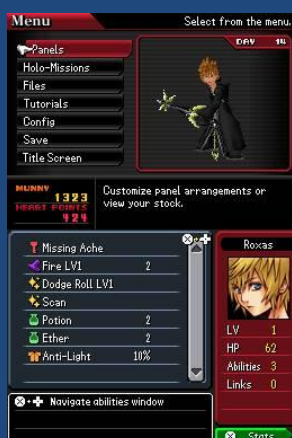 Menu
Select from the menu.
Panels
DAY 14
Holo-Missions
Files
Tutorials
Config
Save
Title Screen
MUNNY
1323
HEART POINTS
424
Customize panel arrangements or
view your stock.
Missing Ache
Fire LV1 2
Dodge Roll LV1
Scan
Potion 2
Ether 2
Anti-Light 10%
Roxas
LV 1
HP 62
Abilities 3
Links 0
Navigate abilities window
Stats